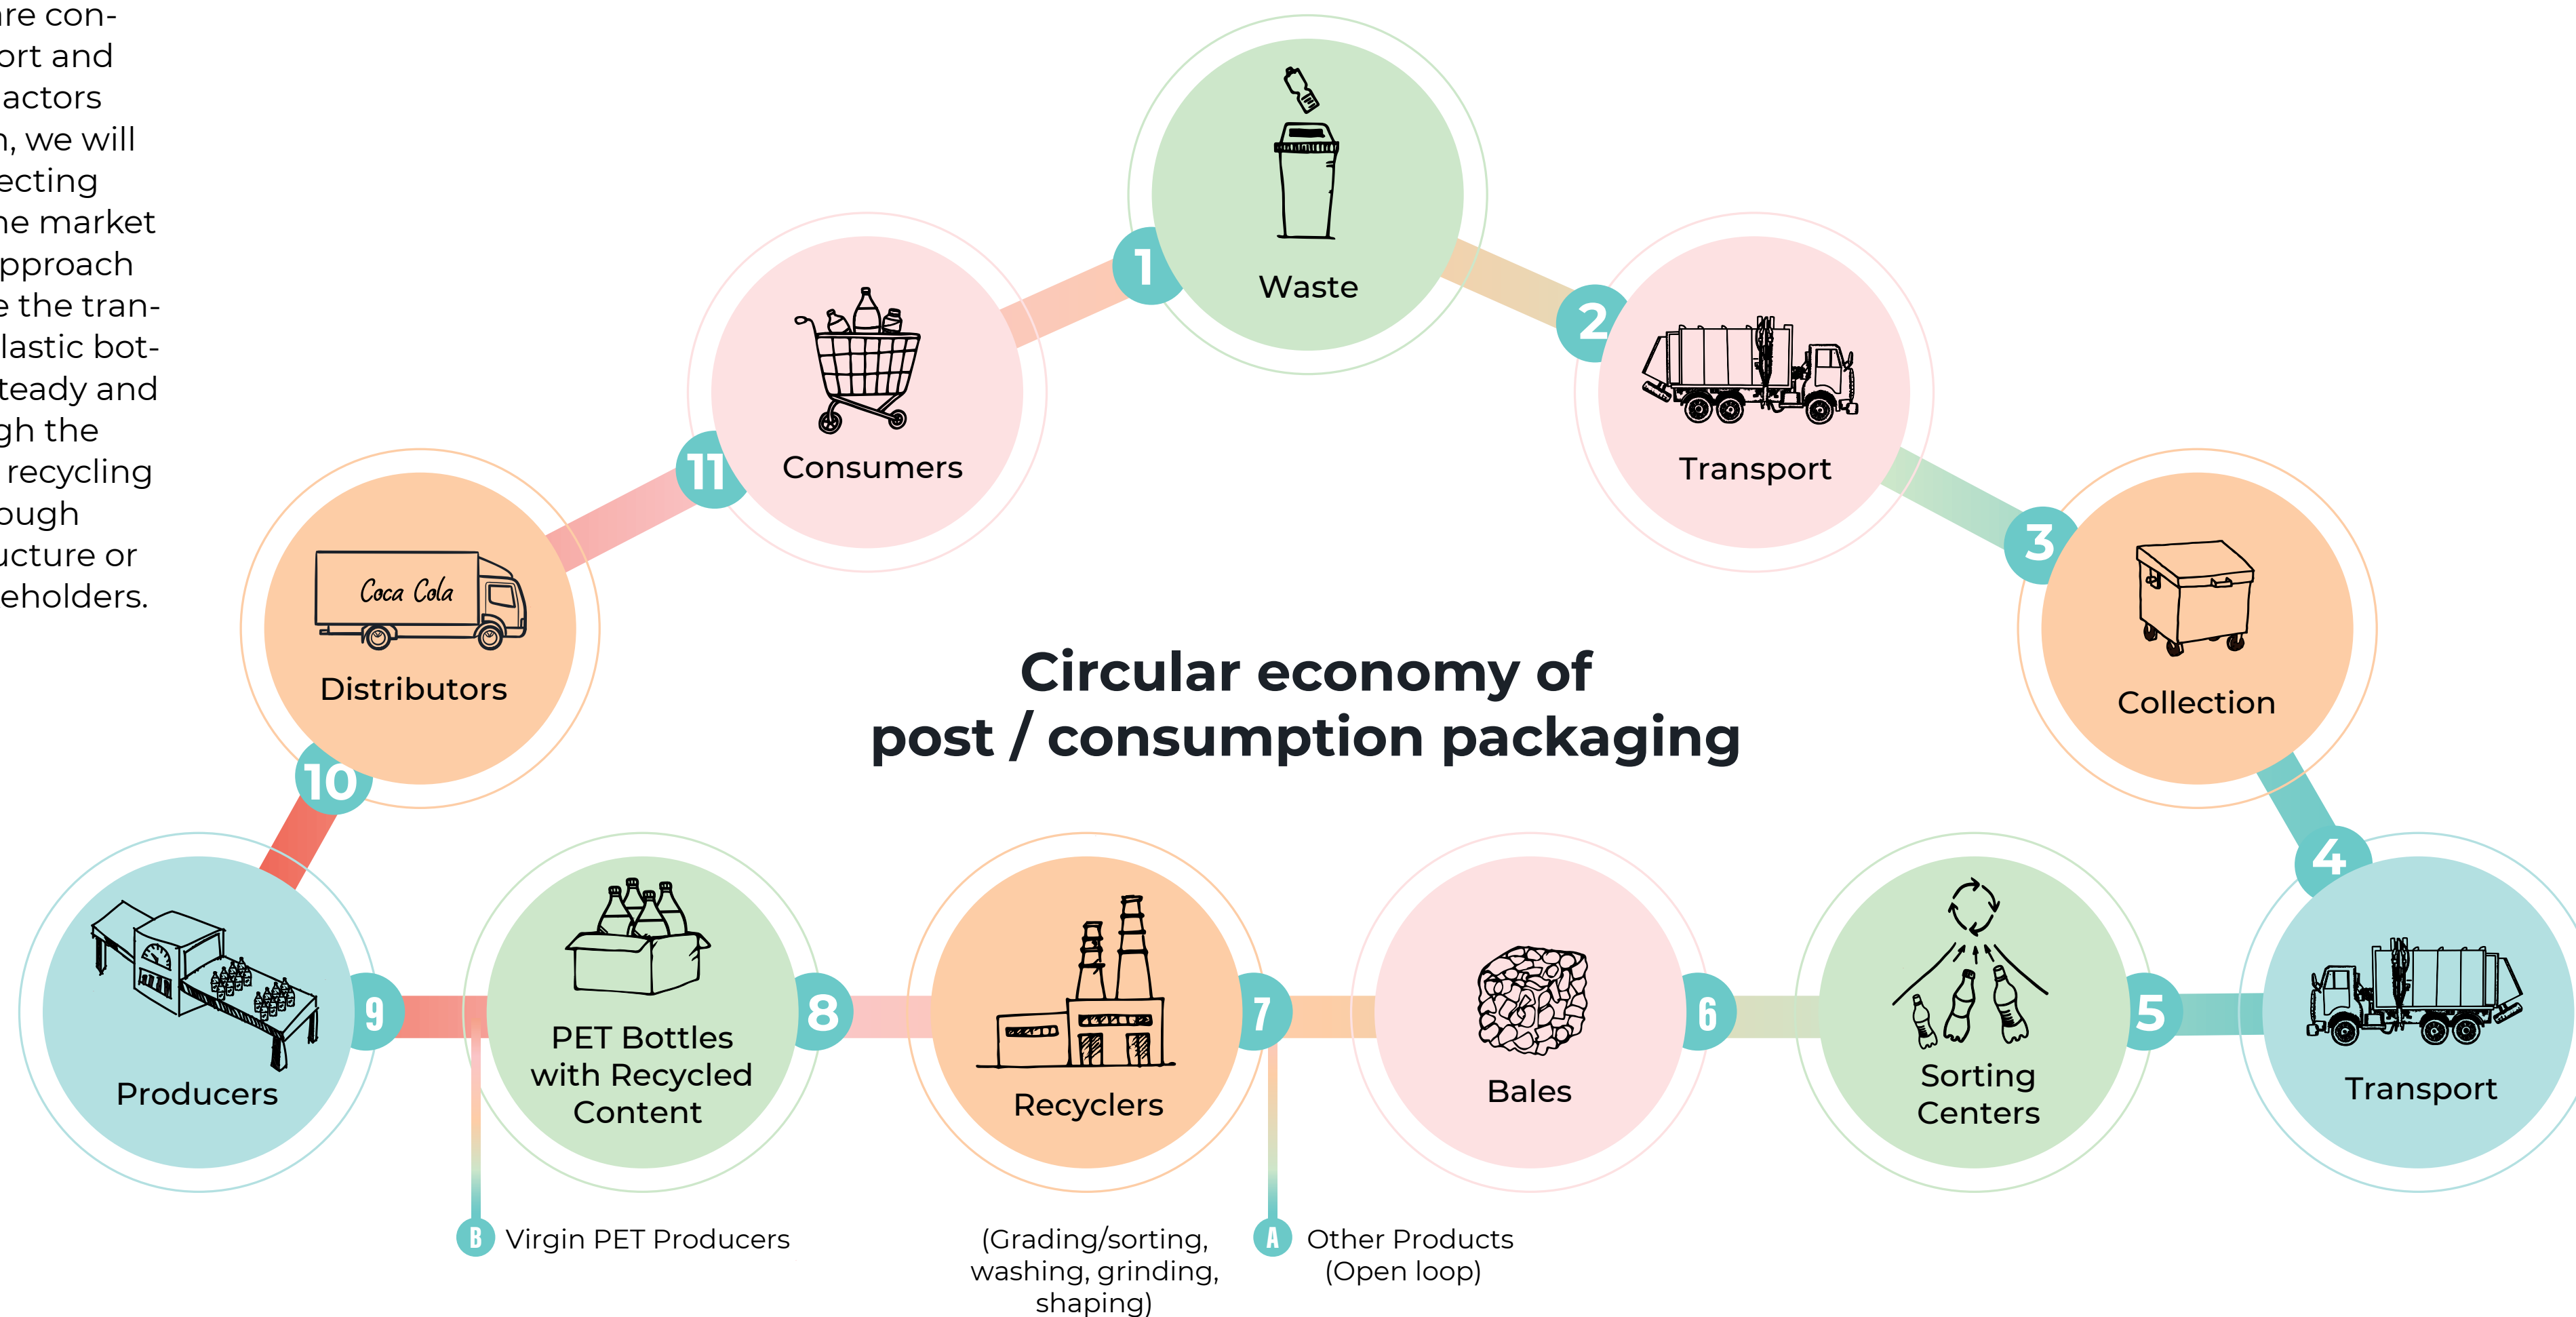 are con-
ort and
actors
, we will
ecting
he market
pproach
e the tran-
lastic bot-
teady and
gh the
recycling
ough
ucture or
eholders.
Waste
1
2
Consumers
Transport
11
3
Coca Cola
Distributors
Collection
Circular economy of
post / consumption packaging
10
4
Producers
9
PET Bottles
with Recycled
Content
8
Recyclers
7
Bales
6
Sorting
Centers
5
Transport
B Virgin PET Producers
(Grading/sorting,
washing, grinding,
shaping)
A Other Products
(Open loop)